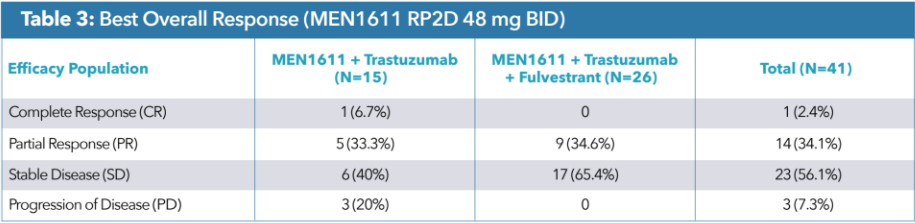 Table 3: Best Overall Response (MEN1611 RP2D 48 mg BID)
Efficacy Population MEN1611 + Trastuzumab (N=15) MEN1611 + Trastuzumab + Fulvestrant (N=26) Total (N=41)
Complete Response (CR) 1 (6.7%) 0 1 (2.4%)
Partial Response (PR) 5 (33.3%) 9 (34.6%) 14 (34.1%)
Stable Disease (SD) 6 (40%) 17 (65.4%) 23 (56.1%)
Progression of Disease (PD) 3 (20%) 0 3 (7.3%)